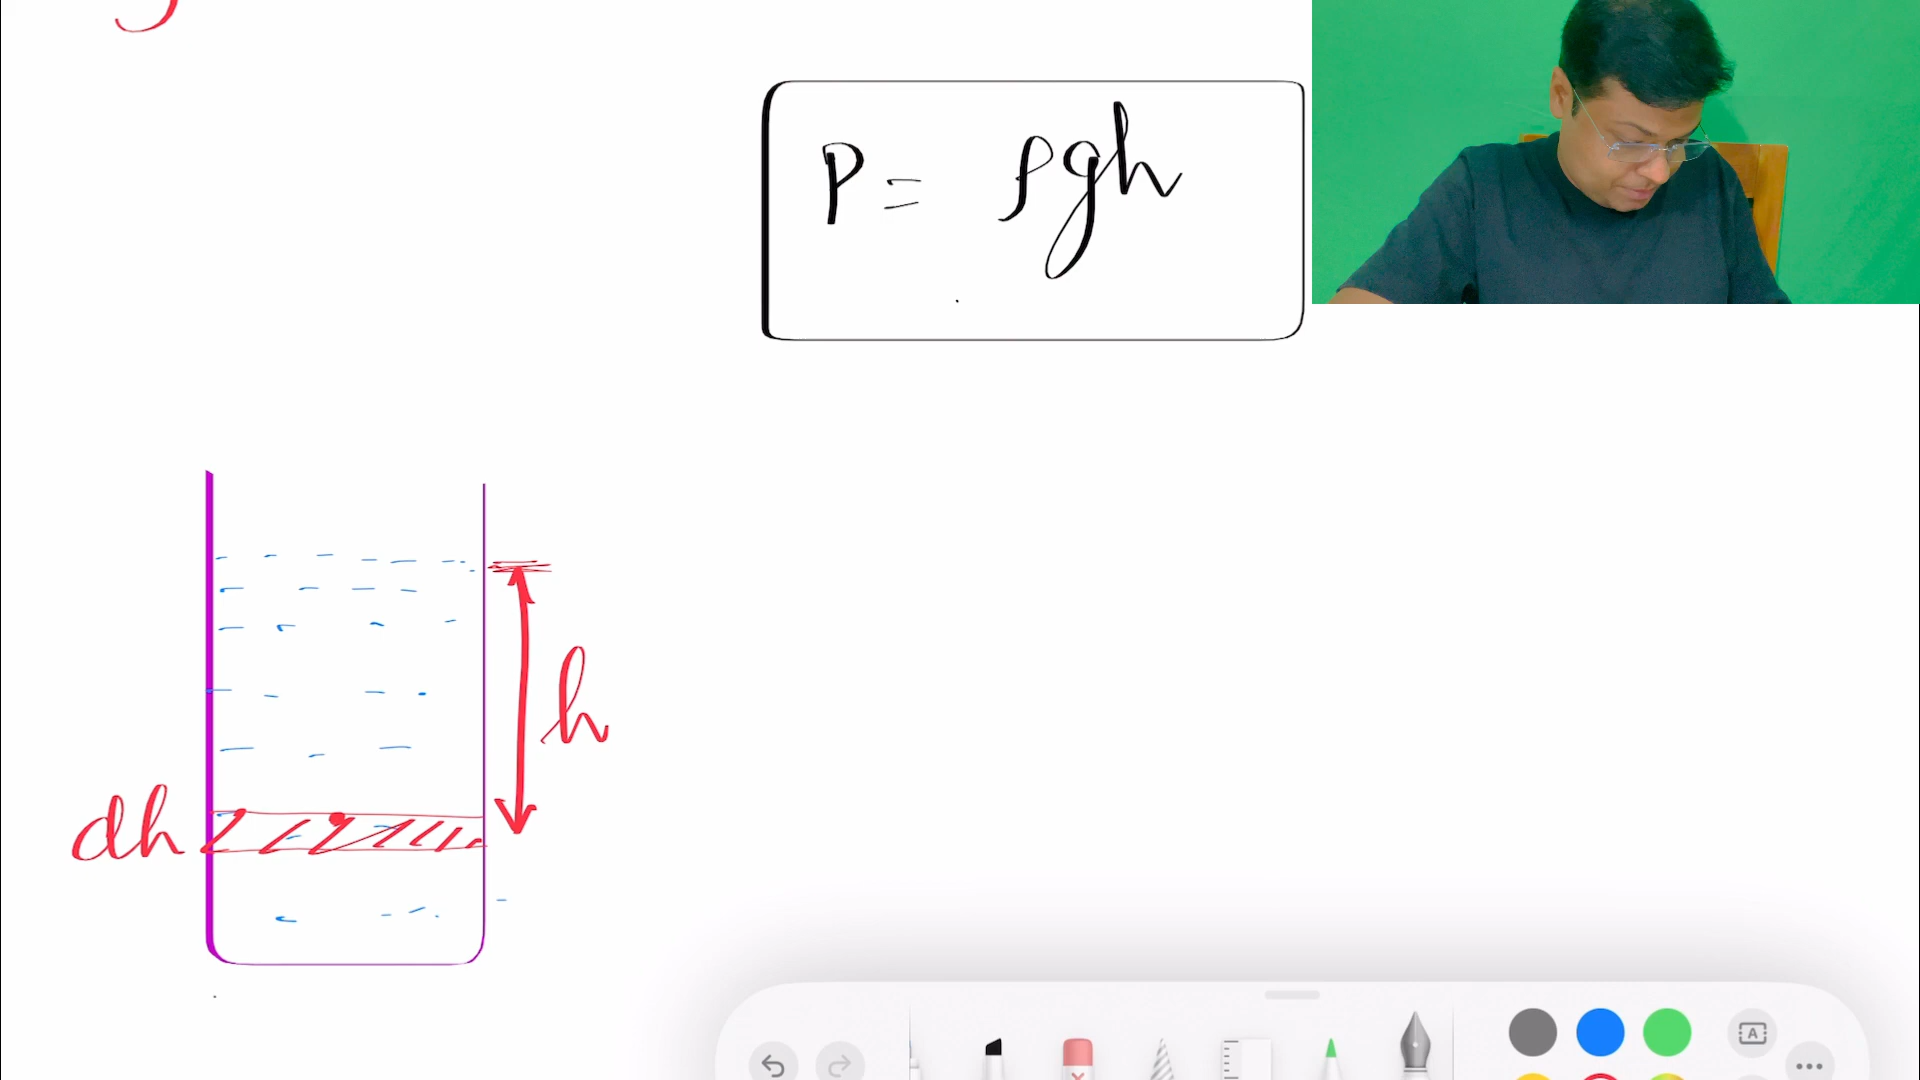 P = ρgh
h
dh
A